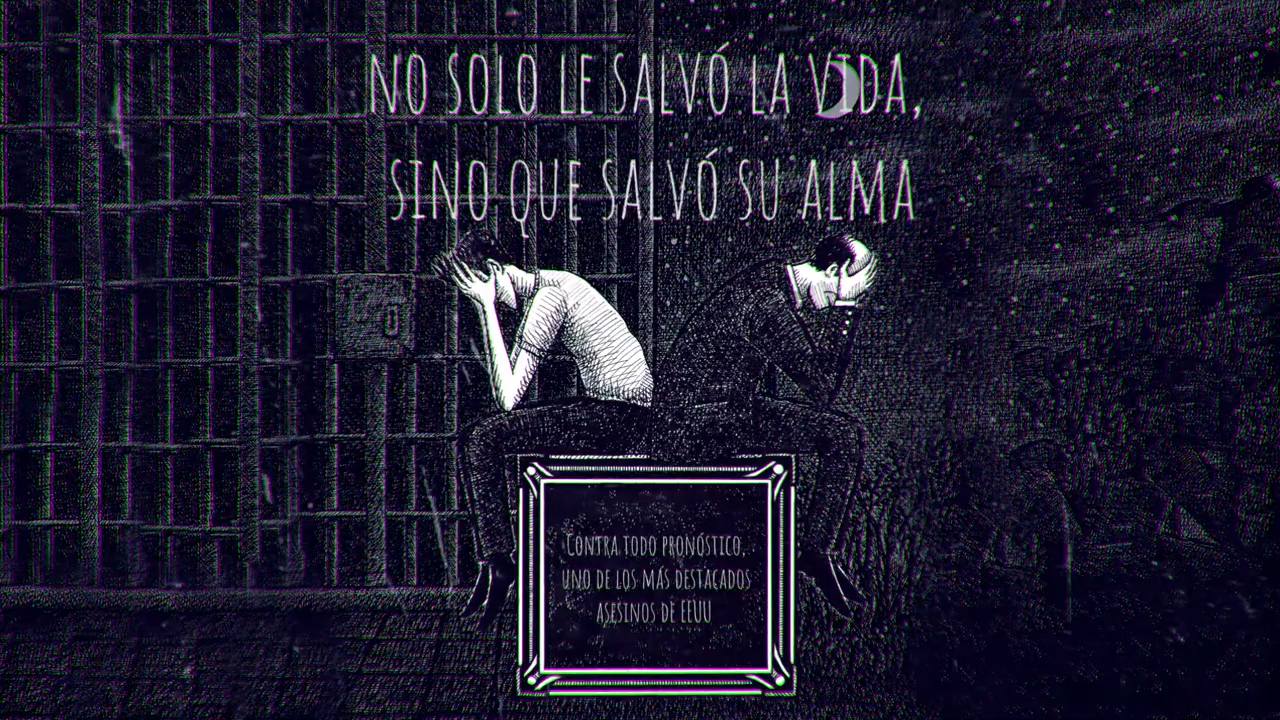 NO SOLO LE SALVÓ LA VIDA,
SINO QUE SALVÓ SU ALMA
CONTRA TODO PRONÓSTICO,
UNO DE LOS MÁS DESTACADOS
ASESINOS DE EEUU